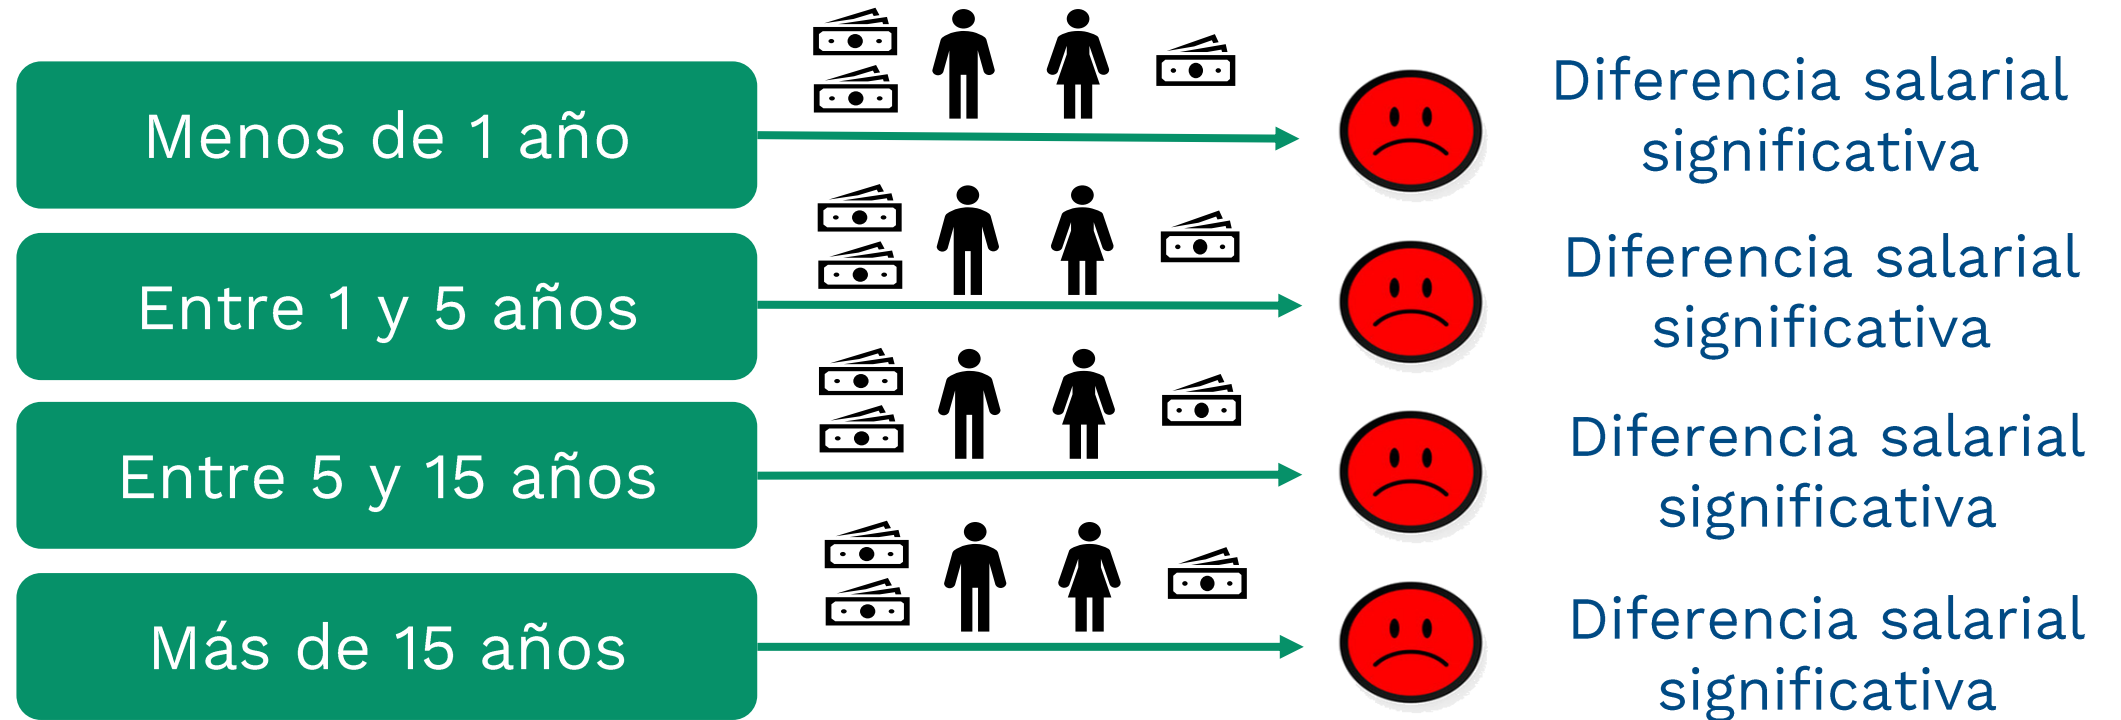 Menos de 1 año
Diferencia salarial
significativa
Entre 1 y 5 años
Diferencia salarial
significativa
Entre 5 y 15 años
Diferencia salarial
significativa
Más de 15 años
Diferencia salarial
significativa